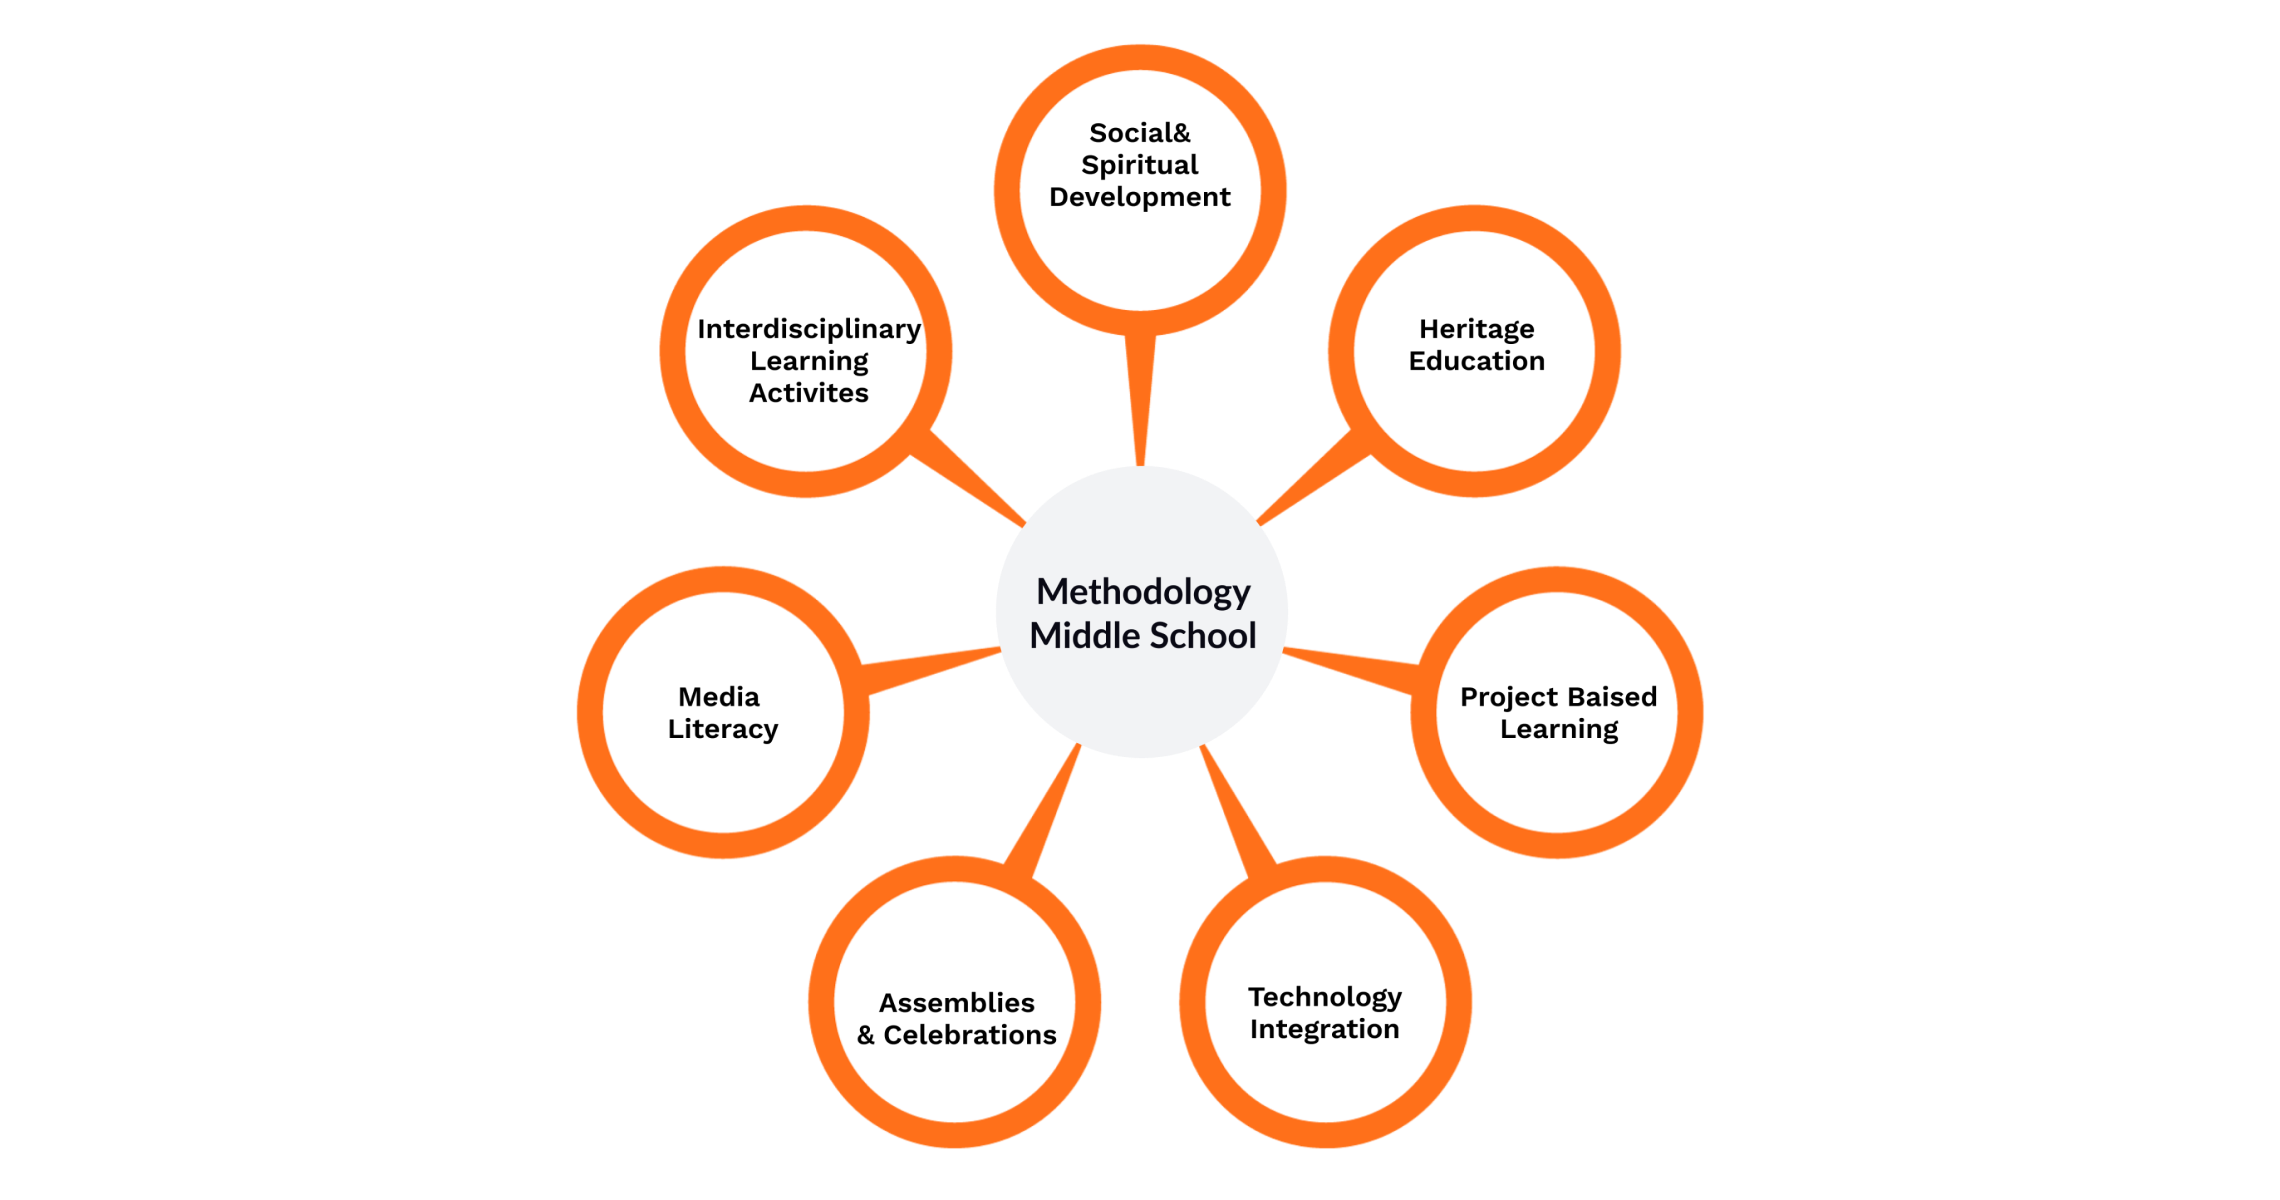 Social&
Spiritual
Development
Interdisciplinary
Learning
Activites
Heritage
Education
Methodology
Middle School
Media
Literacy
Project Baised
Learning
Assemblies
& Celebrations
Technology
Integration